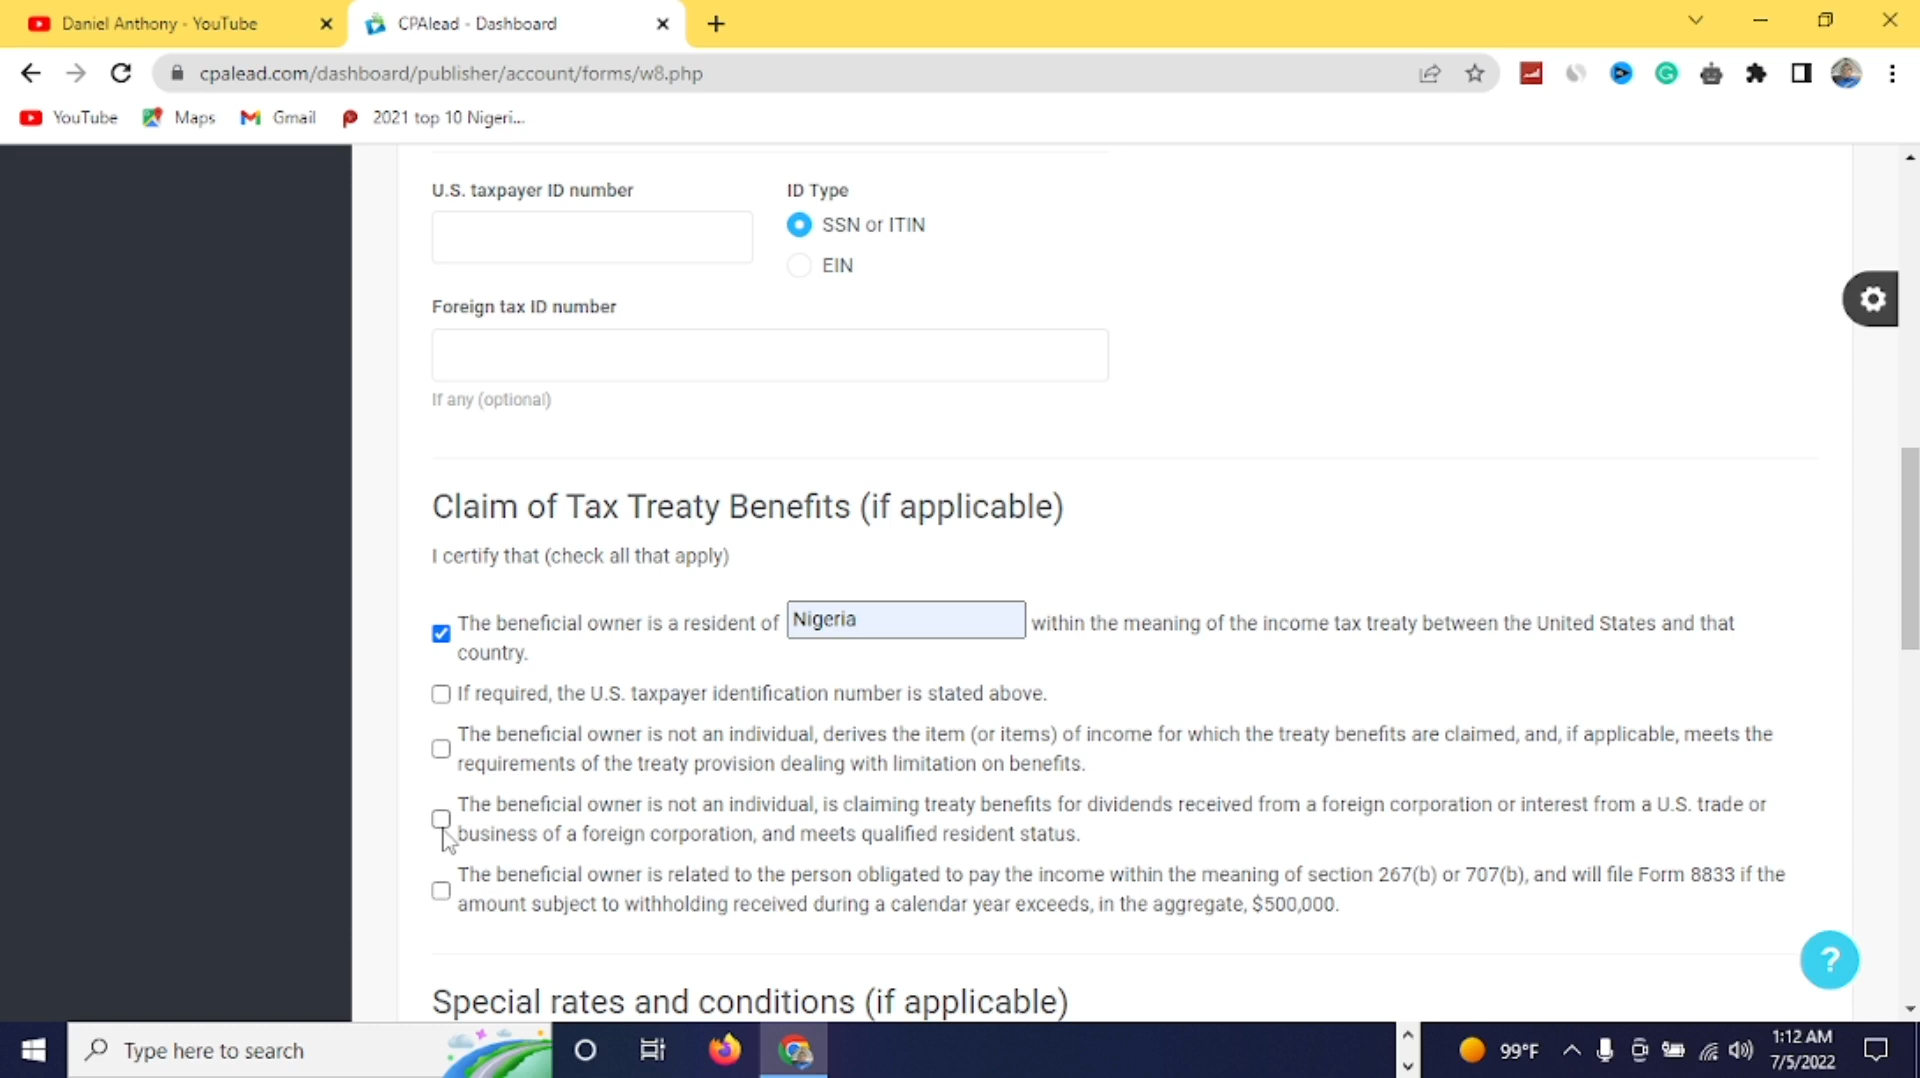 Daniel Anthony - YouTube
CPAlead - Dashboard
cpalead.com/dashboard/publisher/account/forms/w8.php
YouTube Maps Gmail 2021 top 10 Nigeri...
U.S. taxpayer ID number
ID Type
SSN or ITIN
EIN
Foreign tax ID number
If any (optional)
Claim of Tax Treaty Benefits (if applicable)
I certify that (check all that apply)
The beneficial owner is a resident of Nigeria within the meaning of the income tax treaty between the United States and that
country.
If required, the U.S. taxpayer identification number is stated above.
The beneficial owner is not an individual, derives the item (or items) of income for which the treaty benefits are claimed, and, if applicable, meets the
requirements of the treaty provision dealing with limitation on benefits.
The beneficial owner is not an individual, is claiming treaty benefits for dividends received from a foreign corporation or interest from a U.S. trade or
business of a foreign corporation, and meets qualified resident status.
The beneficial owner is related to the person obligated to pay the income within the meaning of section 267(b) or 707(b), and will file Form 8833 if the
amount subject to withholding received during a calendar year exceeds, in the aggregate, $500,000.
?
Special rates and conditions (if applicable)
Type here to search
99°F
1:12 AM
7/5/2022